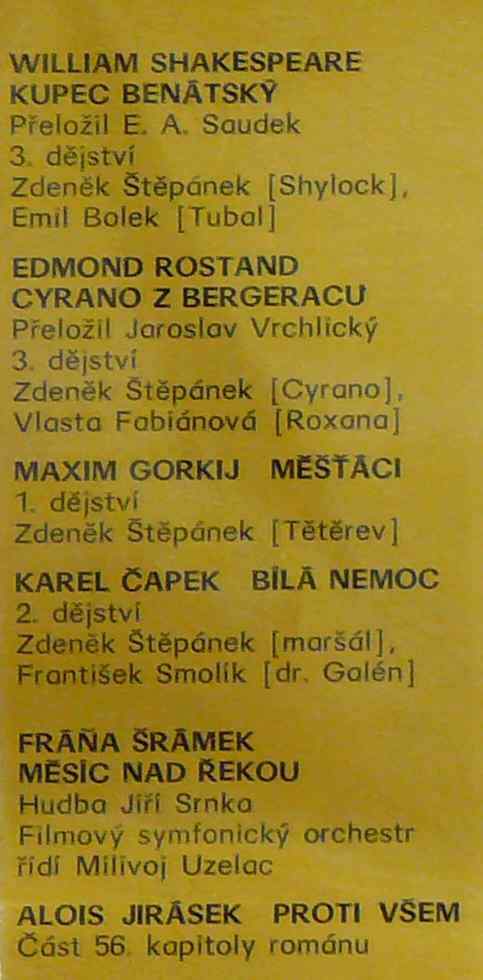 WILLIAM SHAKESPEARE
KUPEC BENÁTSKÝ
Přeložil E. A. Saudek
3. dějství
Zdeněk Štěpánek [Shylock],
Emil Bolek [Tubal]
EDMOND ROSTAND
CYRANO Z BERGERACU
Přeložil Jaroslav Vrchlický
3. dějství
Zdeněk Štěpánek [Cyrano],
Vlasta Fabiánová [Roxana]
MAXIM GORKIJ MĚŠŤÁCI
1. dějství
Zdeněk Štěpánek [Tětěrev]
KAREL ČAPEK BÍLÁ NEMOC
2. dějství
Zdeněk Štěpánek [maršál],
František Smolík [dr. Galén]
FRÁŇA ŠRÁMEK
MĚSÍC NAD ŘEKOU
Hudba Jiří Srnka
Filmový symfonický orchestr
řídí Milivoj Uzelac
ALOIS JIRÁSEK PROTI VŠEM
Část 56. kapitoly románu